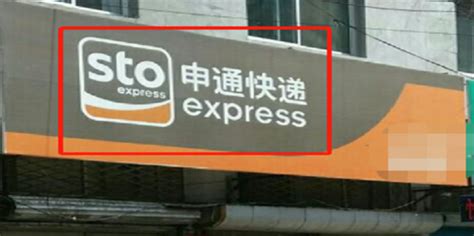 sto
express
申通快递
express